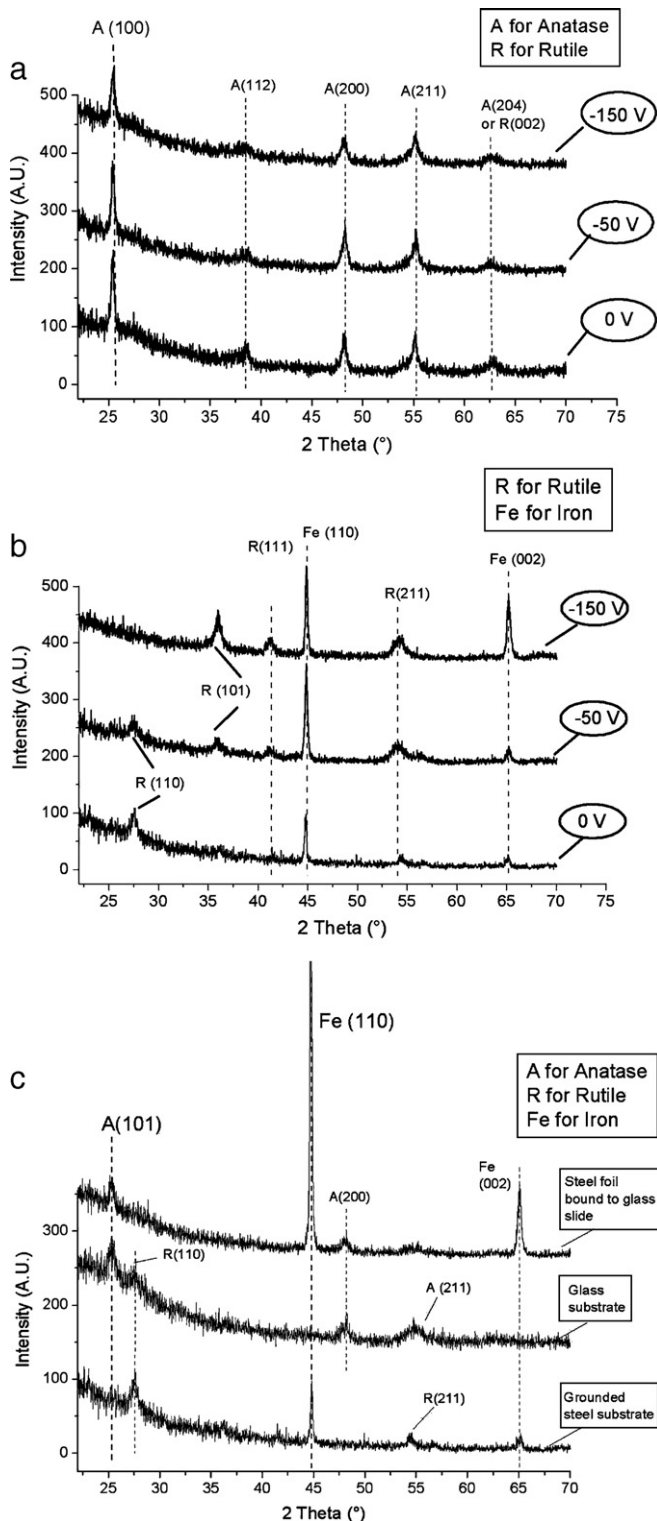 a
A (100)
A for Anatase
R for Rutile
A(112)
A(200)
A(211)
A(204)
or R(002)
-150 V
-50 V
0 V
500
400
300
200
100
0
Intensity (A.U.)
25 30 35 40 45 50 55 60 65 70 75
2 Theta (°)
b
R for Rutile
Fe for Iron
R(111)
Fe (110)
R(211)
Fe (002)
-150 V
R (101)
-50 V
R (110)
0 V
500
400
300
200
100
0
Intensity (A.U.)
25 30 35 40 45 50 55 60 65 70 75
2 Theta (°)
c
Fe (110)
A for Anatase
R for Rutile
Fe for Iron
A(101)
A(200)
Fe
(002)
Steel foil
bound to glass
slide
R(110)
A (211)
Glass
substrate
R(211)
Grounded
steel substrate
300
200
100
0
Intensity (A.U.)
25 30 35 40 45 50 55 60 65 70
2 Theta (°)